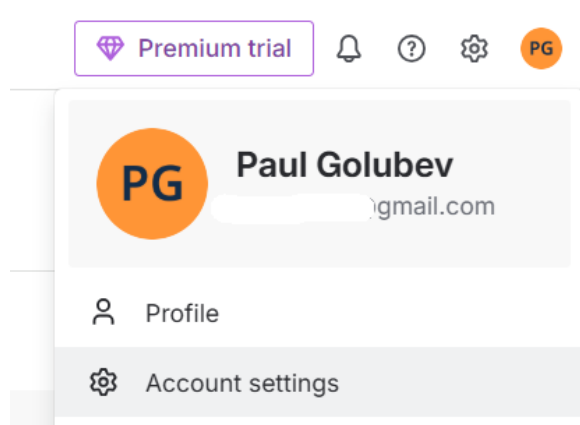 Premium trial
PG
PG
Paul Golubev
@gmail.com
Profile
Account settings